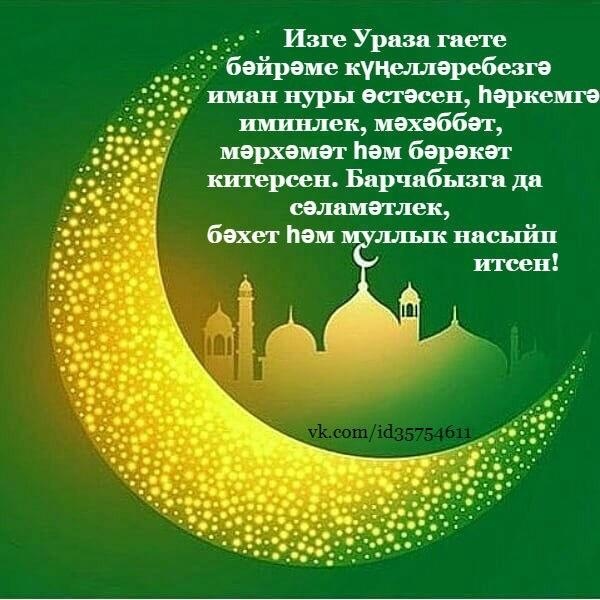 Изге Ураза гаете
бәйрәме күңелләребезгә
иман нуры өстәсен, һәркемгә
иминлек, мәхәббәт,
мәрхәмәт һәм бәрәкәт
китерсен. Барчабызга да
сәламәтлек,
бәхет һәм муллык насыйп
итсен!
vk.com/id35754611